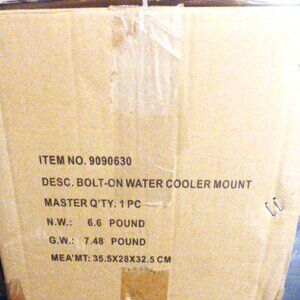 ITEM NO. 9090630
DESC. BOLT-ON WATER COOLER MOUNT
MASTER Q'TY: 1 PC
N.W.: 6.6 POUND
G.W.: 7.48 POUND
MEA'MT: 35.5X28X32.5 CM